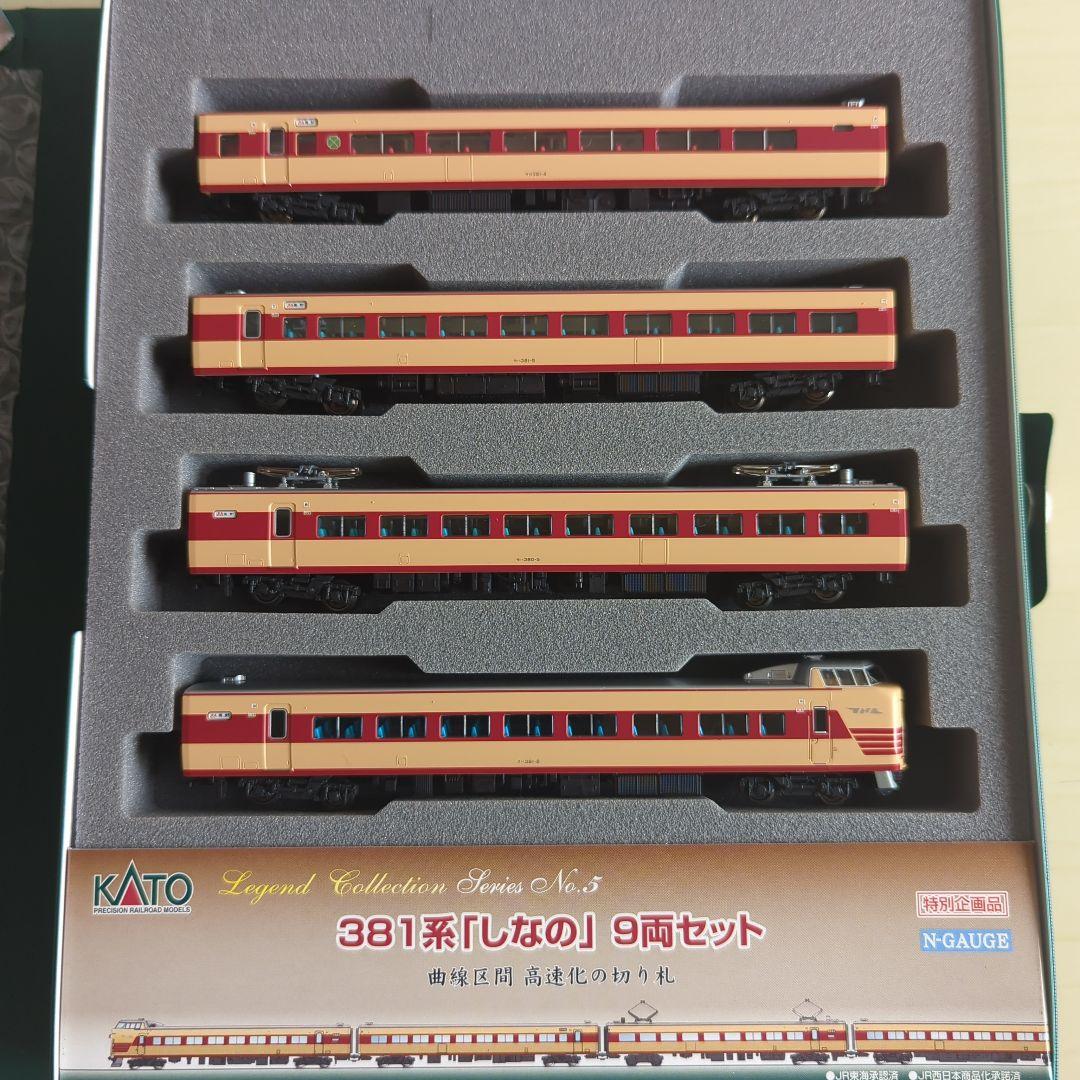 KATO
PRECISION RAILROAD MODELS
Legend Collection Series No.5
特別企画品
381系「しなの」 9両セット
N-GAUGE
曲線区間 高速化の切り札
●JR東海承認済 ●JR西日本商品化承諾済